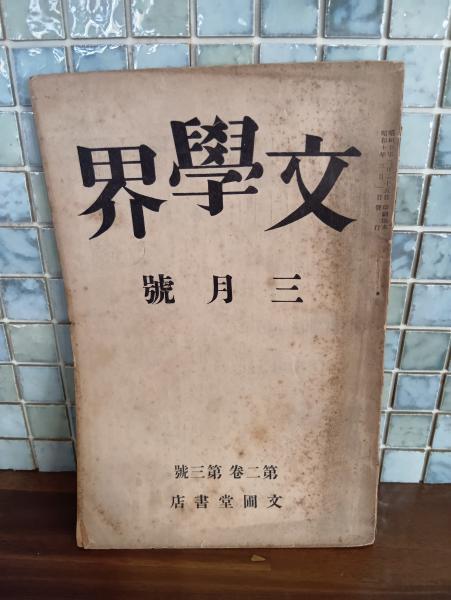 文學界
三月號
第二卷 第三號
文圃堂書店